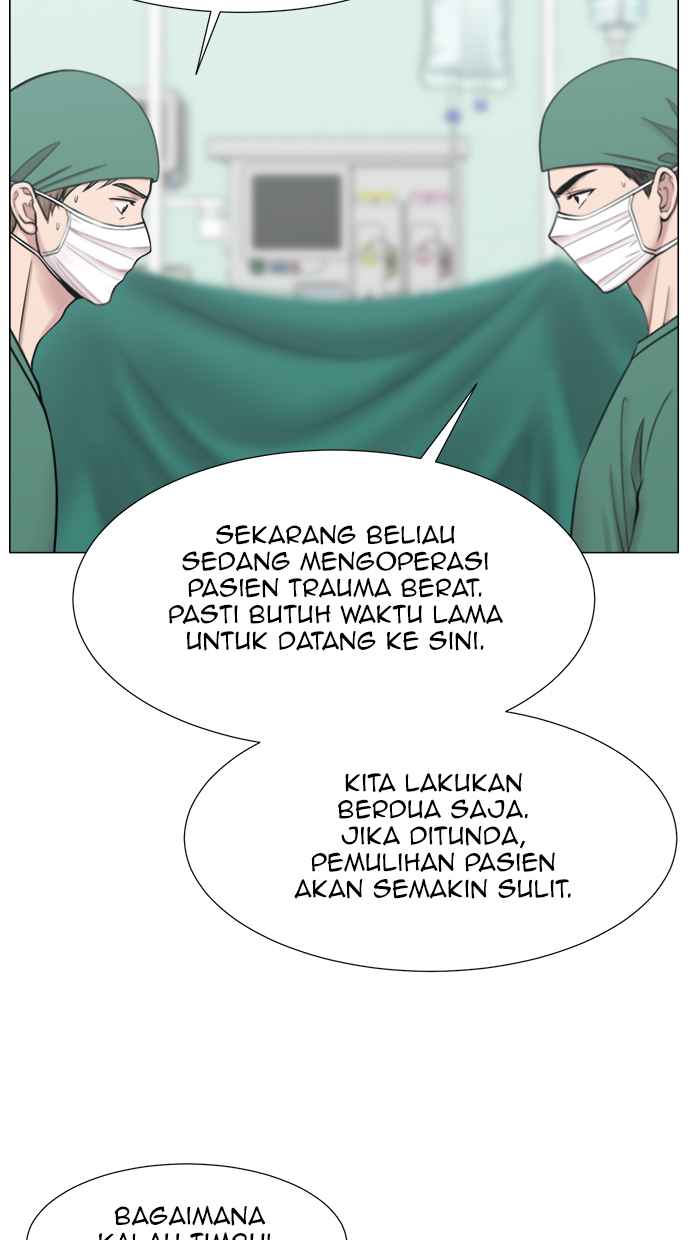 SEKARANG BELIAU
SEDANG MENGOPERASI
PASIEN TRAUMA BERAT.
PASTI BUTUH WAKTU LAMA
UNTUK DATANG KE SINI.
KITA LAKUKAN
BERDUA SAJA.
JIKA DITUNDA,
PEMULIHAN PASIEN
AKAN SEMAKIN SULIT.
BAGAIMANA